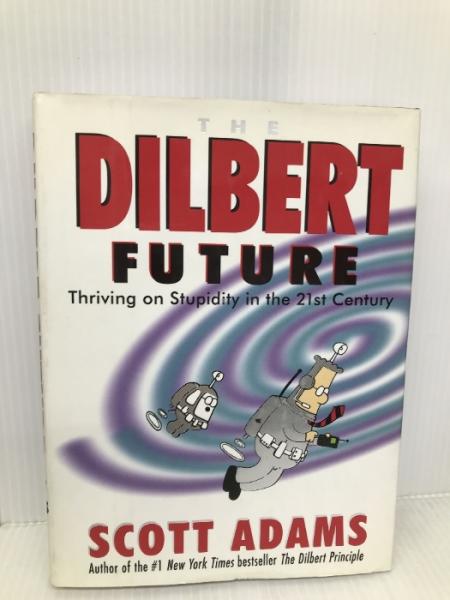 THE
DILBERT
FUTURE
Thriving on Stupidity in the 21st Century
SCOTT ADAMS
Author of the #1 New York Times bestseller The Dilbert Principle